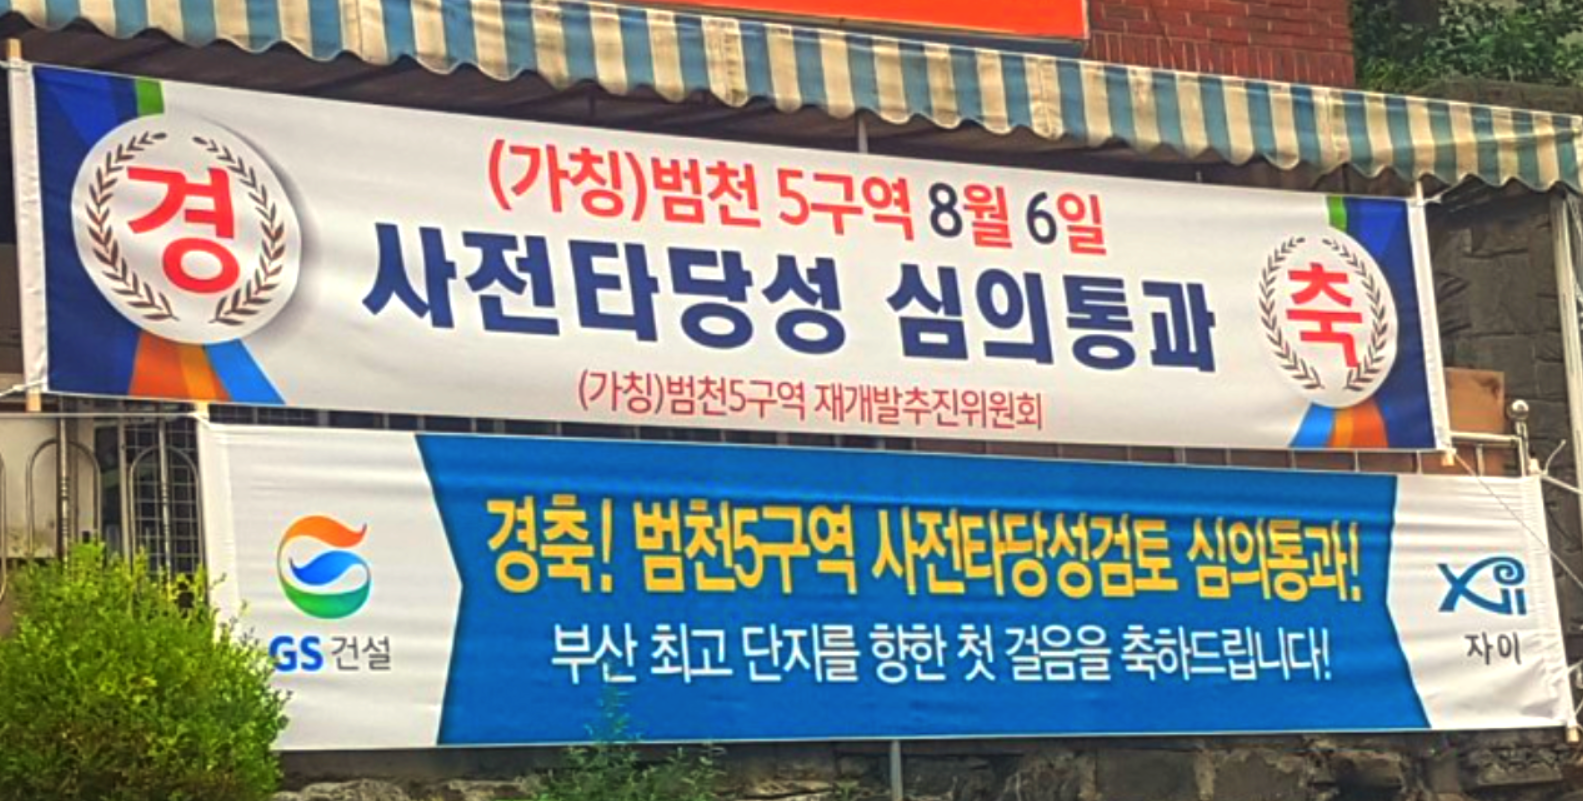 경 축
(가칭)범천 5구역 8월 6일
사전타당성 심의통과
(가칭)범천5구역 재개발추진위원회
GS건설
경축! 범천5구역 사전타당성검토 심의통과!
부산 최고 단지를 향한 첫 걸음을 축하드립니다!
Xi
자이